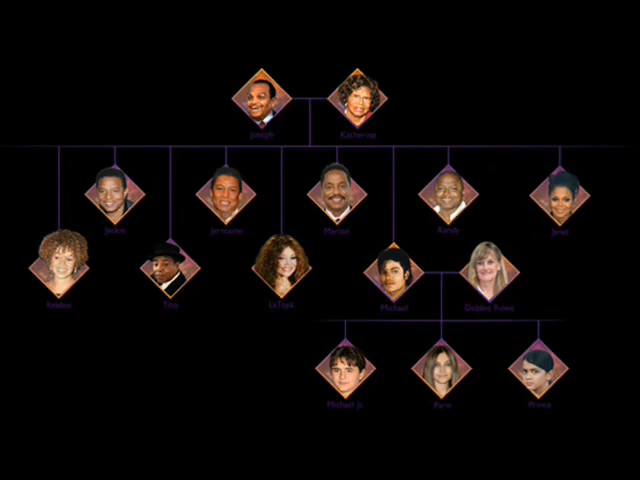 Joseph
Katherine
Jackie
Jermaine
Marlon
Randy
Janet
Rebbie
Tito
LaToya
Michael
Debbie Rowe
Michael Jr.
Paris
Prince